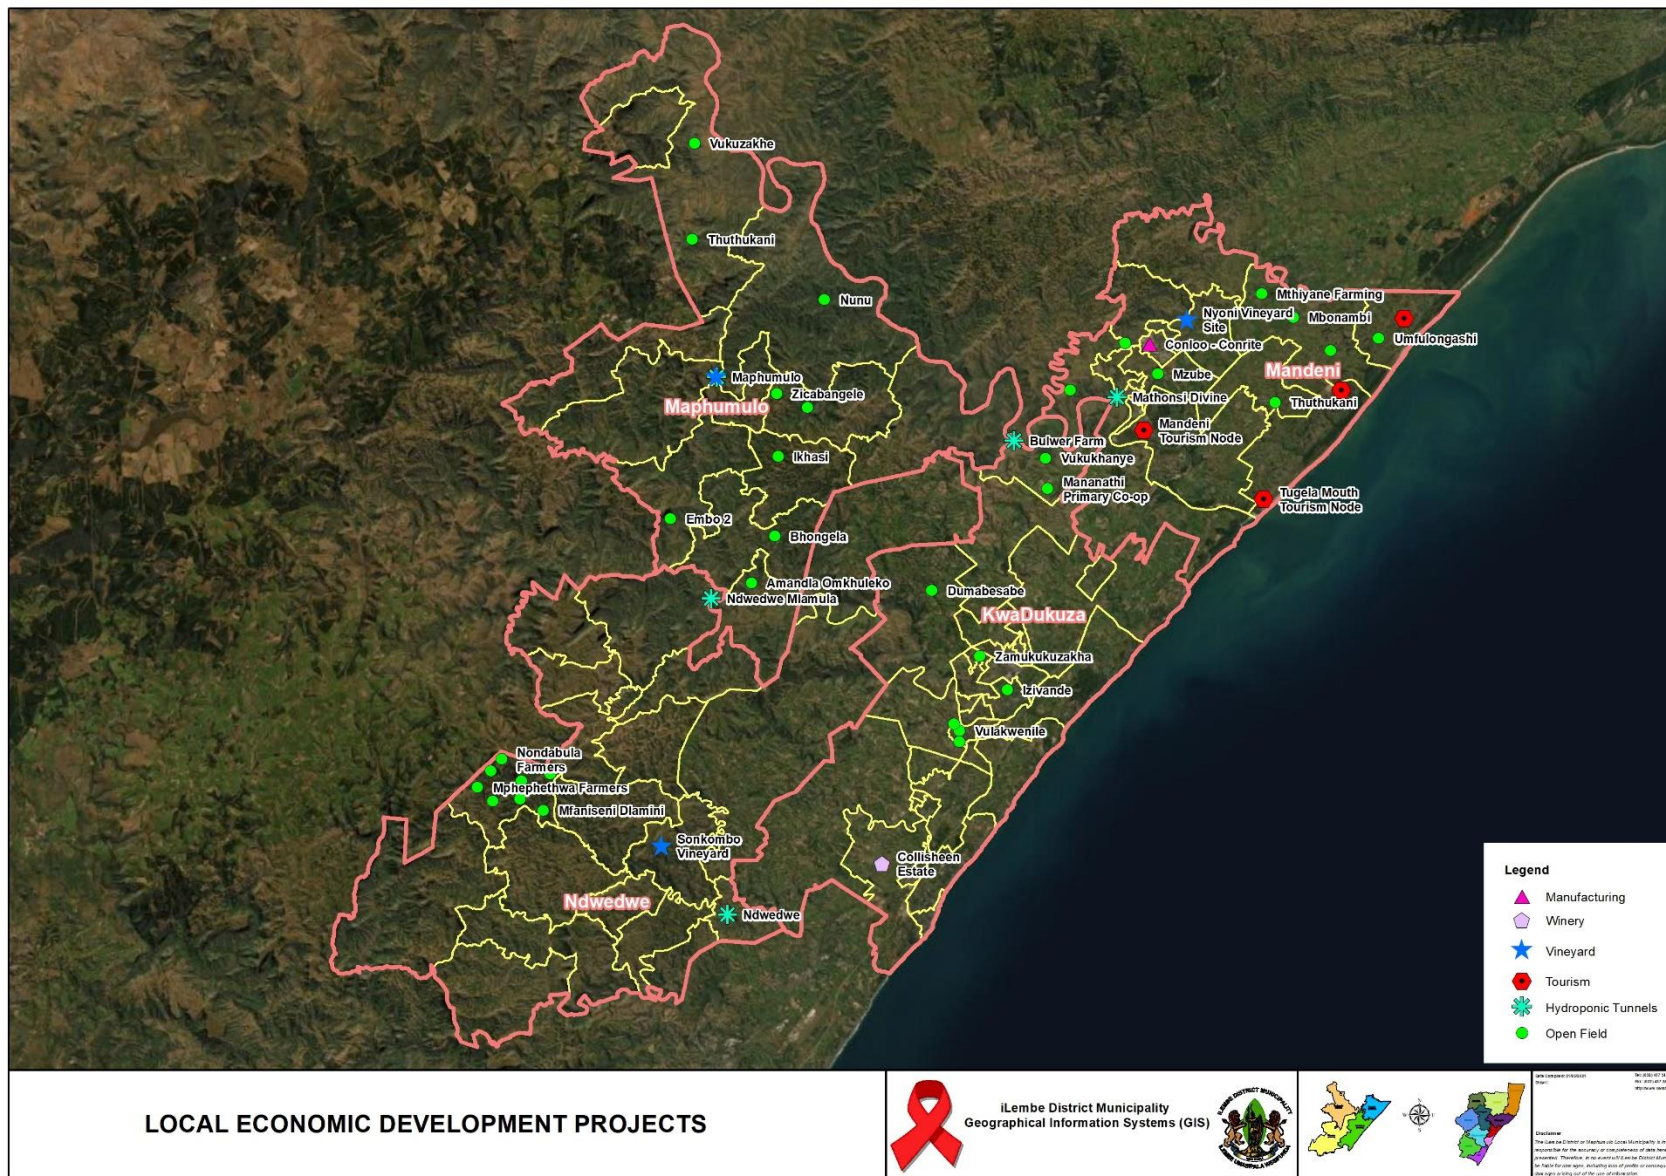 Vukuzakhe
Thuthukani
Nunu
Mthiyane Farming
Nyoni Vineyard
Site
Mbonambi
Umfulongashi
Conloo - Conrite
Mandeni
Mzube
Maphumulo
Zicabangele
Maphumulo
Mathonsi Divine
Thuthukani
Mandeni
Tourism Node
Bulwer Farm
Vukukhanye
Ikhasi
Mananathi
Primary Co-op
Tugela Mouth
Tourism Node
Embo 2
Bhongela
Amandla Omkhuleko
Ndwedwe Mlamula
Dumabesabe
KwaDukuza
Zamukukuzakha
Izivande
Vulakwenile
Nondabula
Farmers
Mphephethwa Farmers
Mfaniseni Dlamini
Sonkombo
Vineyard
Collisheen
Estate
Ndwedwe
Ndwedwe
Legend
Manufacturing
Winery
Vineyard
Tourism
Hydroponic Tunnels
Open Field
LOCAL ECONOMIC DEVELOPMENT PROJECTS
iLembe District Municipality
Geographical Information Systems (GIS)
ILEMBE DISTRICT MUNICIPALITY
Disclaimer